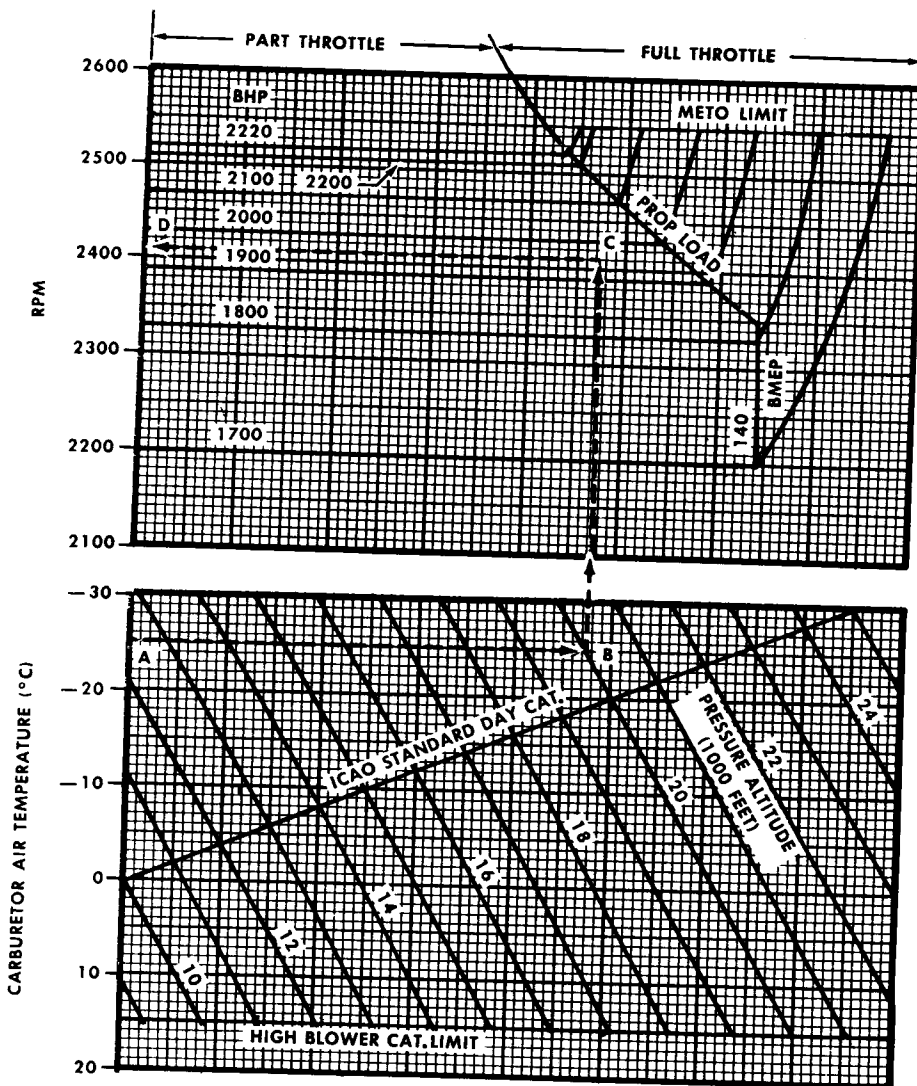 PART THROTTLE
FULL THROTTLE
2600
BHP
METO LIMIT
2220
2500
2100
2200
2000
PROP LOAD
D
C
2400
1900
RPM
1800
2300
BMEP
140
1700
2200
2100
—30
A
B
—20
ICAO STANDARD DAY CAT.
PRESSURE ALTITUDE
(1000 FEET)
24
22
20
—10
18
16
0
14
12
10
10
HIGH BLOWER CAT. LIMIT
20
CARBURETOR AIR TEMPERATURE (°C)